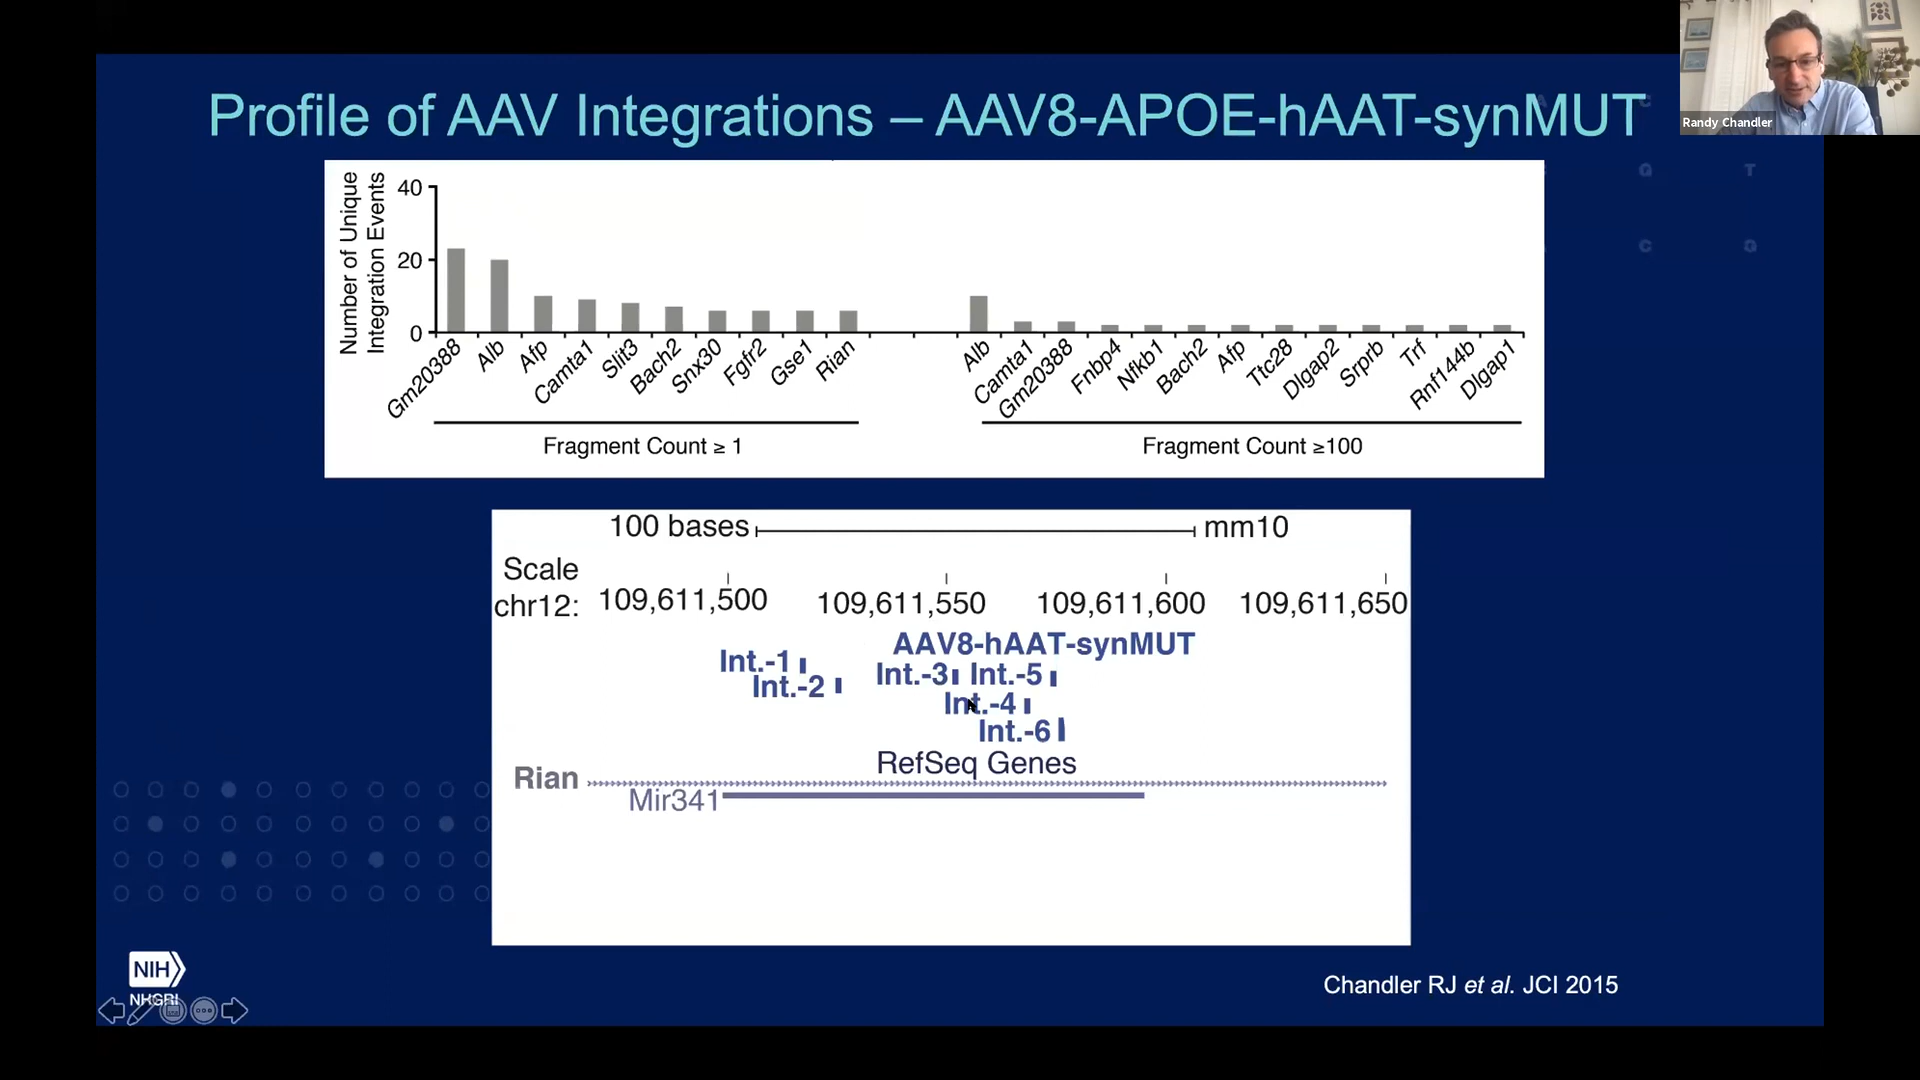 Randy Chandler
Profile of AAV Integrations – AAV8-APOE-hAAT-synMUT
Number of Unique
Integration Events
40
20
0
Gm20388
Alb
Afp
Camta1
Slit3
Bach2
Snx30
Fgfr2
Gse1
Rian
Alb
Camta1
Gm20388
Fnbp4
Nfkb1
Bach2
Afp
Ttc28
Dlgap2
Srprb
Trf
Rnf144b
Dlgap1
Fragment Count ≥ 1
Fragment Count ≥100
G T
C G
100 bases mm10
Scale
chr12: 109,611,500 109,611,550 109,611,600 109,611,650
AAV8-hAAT-synMUT
Int.-1
Int.-2
Int.-3 Int.-5
Int.-4
Int.-6
RefSeq Genes
Rian
Mir341
NIH
NHGRI
Chandler RJ et al. JCI 2015